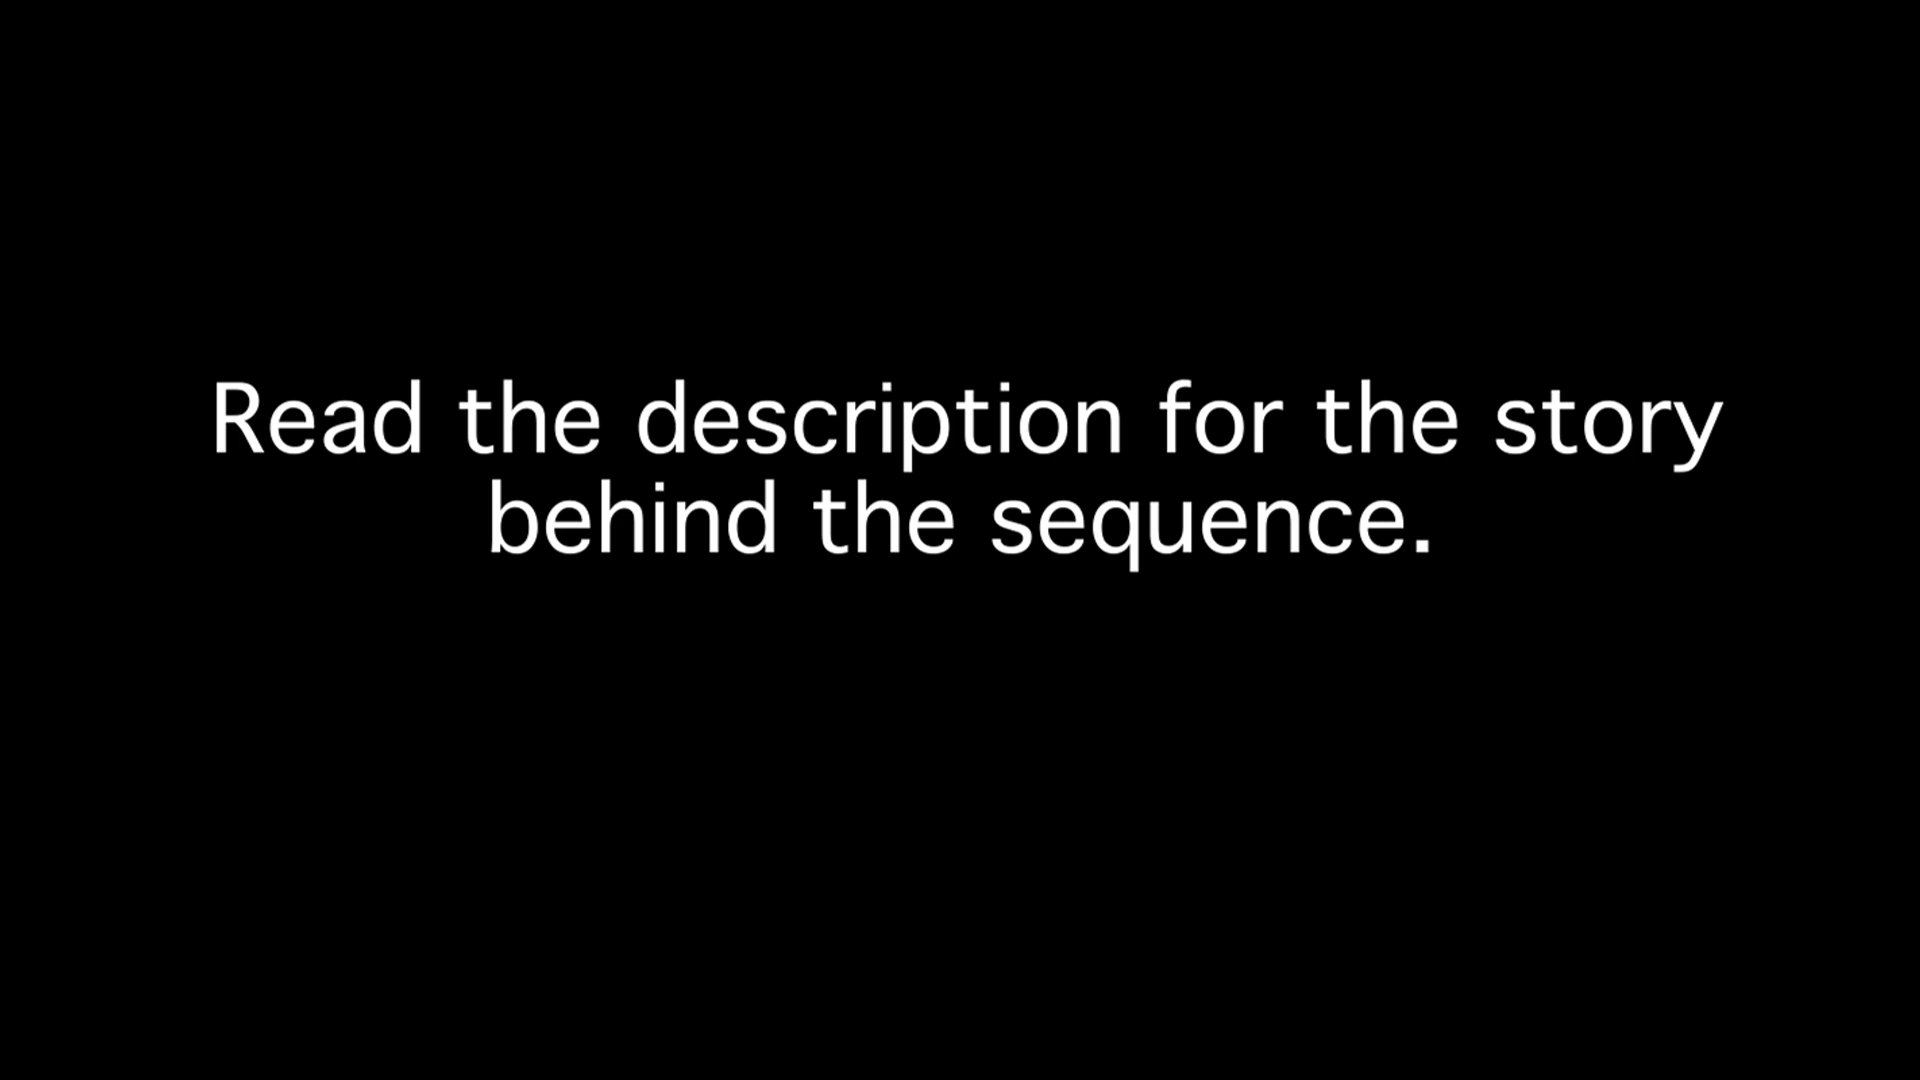 Read the description for the story
behind the sequence.